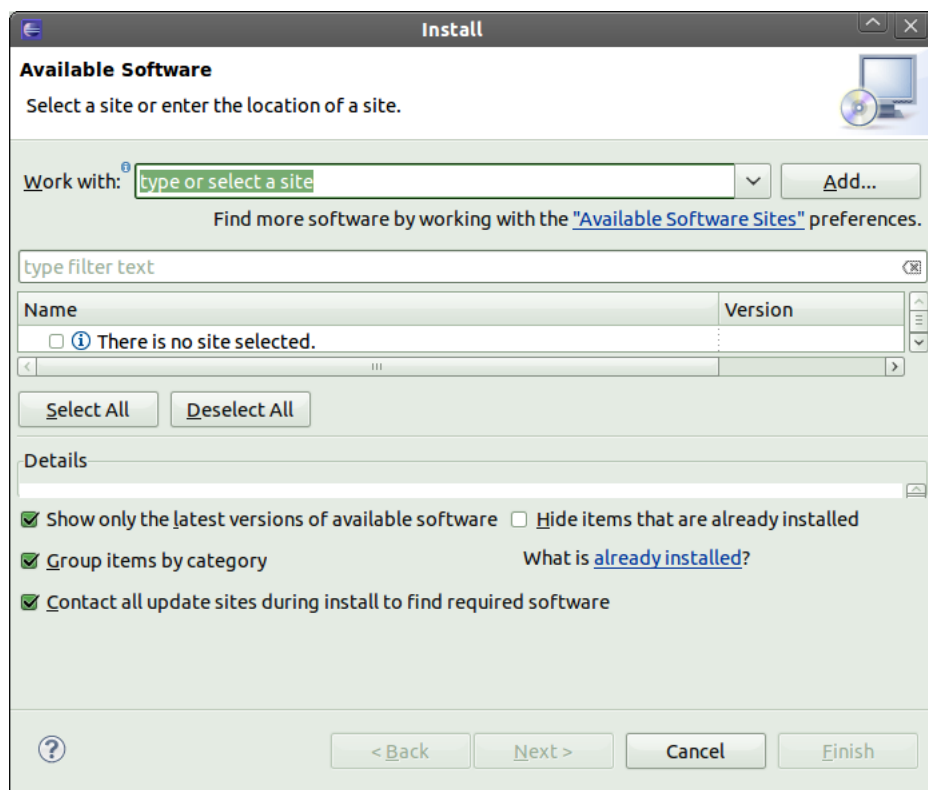 Install
Available Software
Select a site or enter the location of a site.
Work with: type or select a site Add...
Find more software by working with the "Available Software Sites" preferences.
type filter text
Name Version
There is no site selected.
Select All Deselect All
Details
Show only the latest versions of available software Hide items that are already installed
Group items by category What is already installed?
Contact all update sites during install to find required software
? < Back Next > Cancel Finish